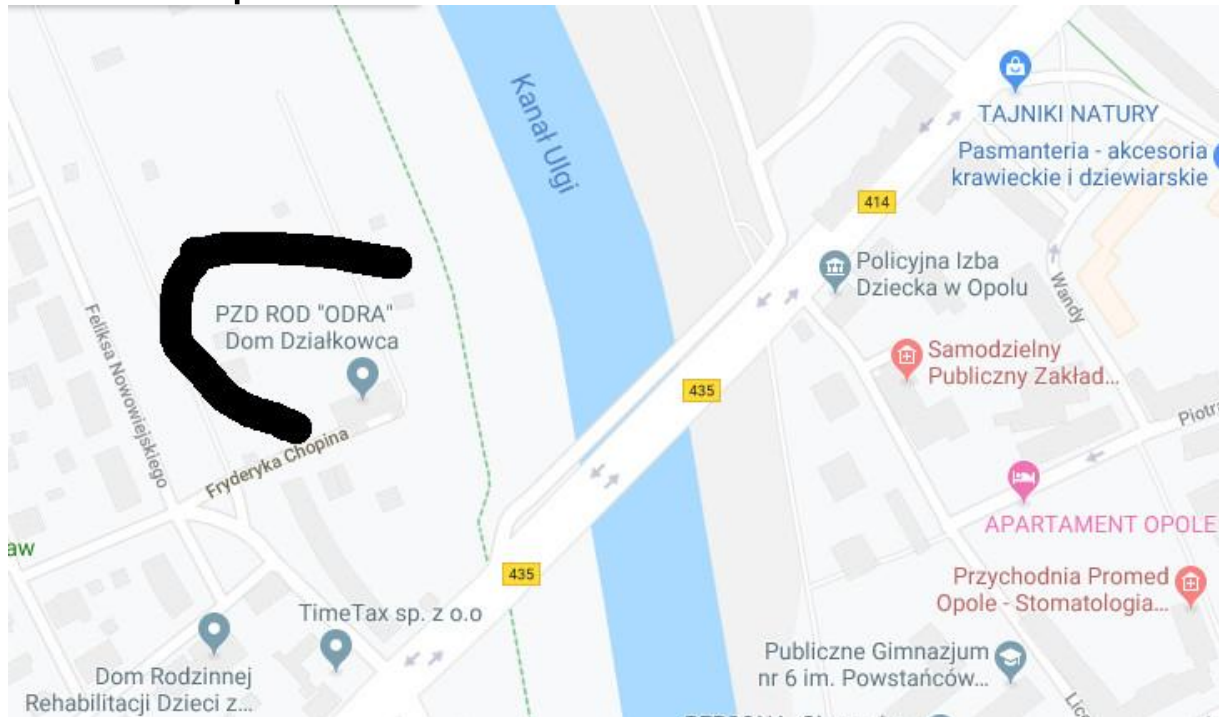 Kanał Ulgi
TAJNIKI NATURY
Pasmanteria - akcesoria
krawieckie i dziewiarskie
414
Policyjna Izba
Dziecka w Opolu
Wandy
PZD ROD "ODRA"
Dom Działkowca
Feliksa Nowowiejskiego
Samodzielny
Publiczny Zakład...
435
Piotr
Fryderyka Chopina
APARTAMENT OPOLE
aw
435
Przychodnia Promed
Opole - Stomatologia...
TimeTax sp. z o.o
Publiczne Gimnazjum
nr 6 im. Powstańców...
Dom Rodzinnej
Rehabilitacji Dzieci z...
Lico